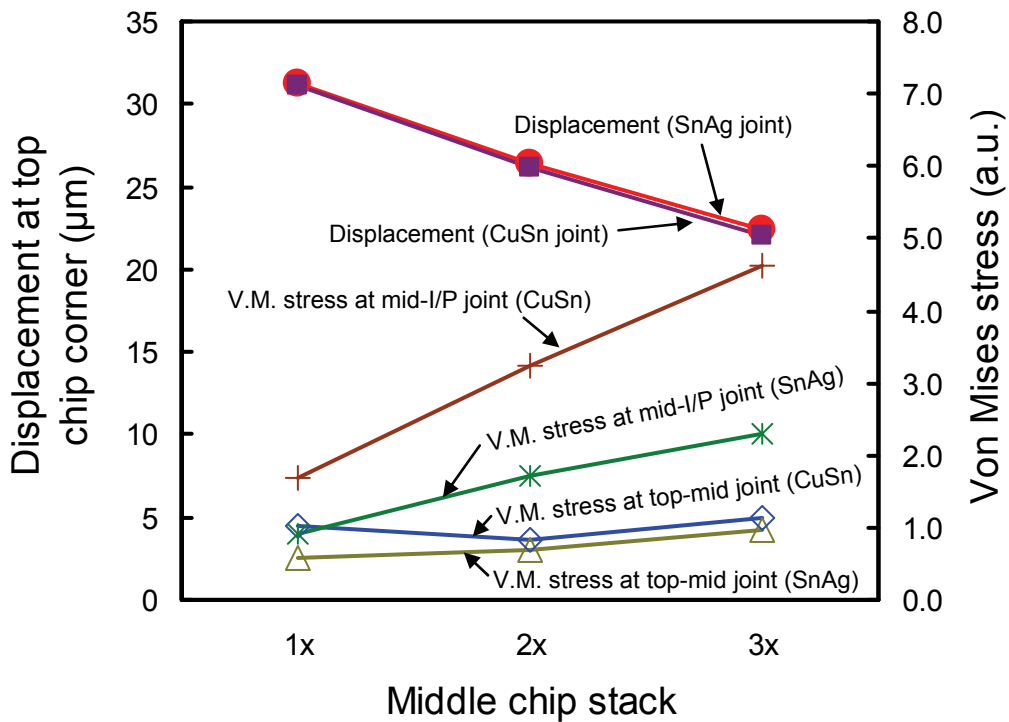 35
30
25
20
15
10
5
0
8.0
7.0
6.0
5.0
4.0
3.0
2.0
1.0
0.0
Displacement at top
chip corner (μm)
Von Mises stress (a.u.)
Displacement (SnAg joint)
Displacement (CuSn joint)
V.M. stress at mid-I/P joint (CuSn)
V.M. stress at mid-I/P joint (SnAg)
V.M. stress at top-mid joint (CuSn)
V.M. stress at top-mid joint (SnAg)
1x
2x
3x
Middle chip stack